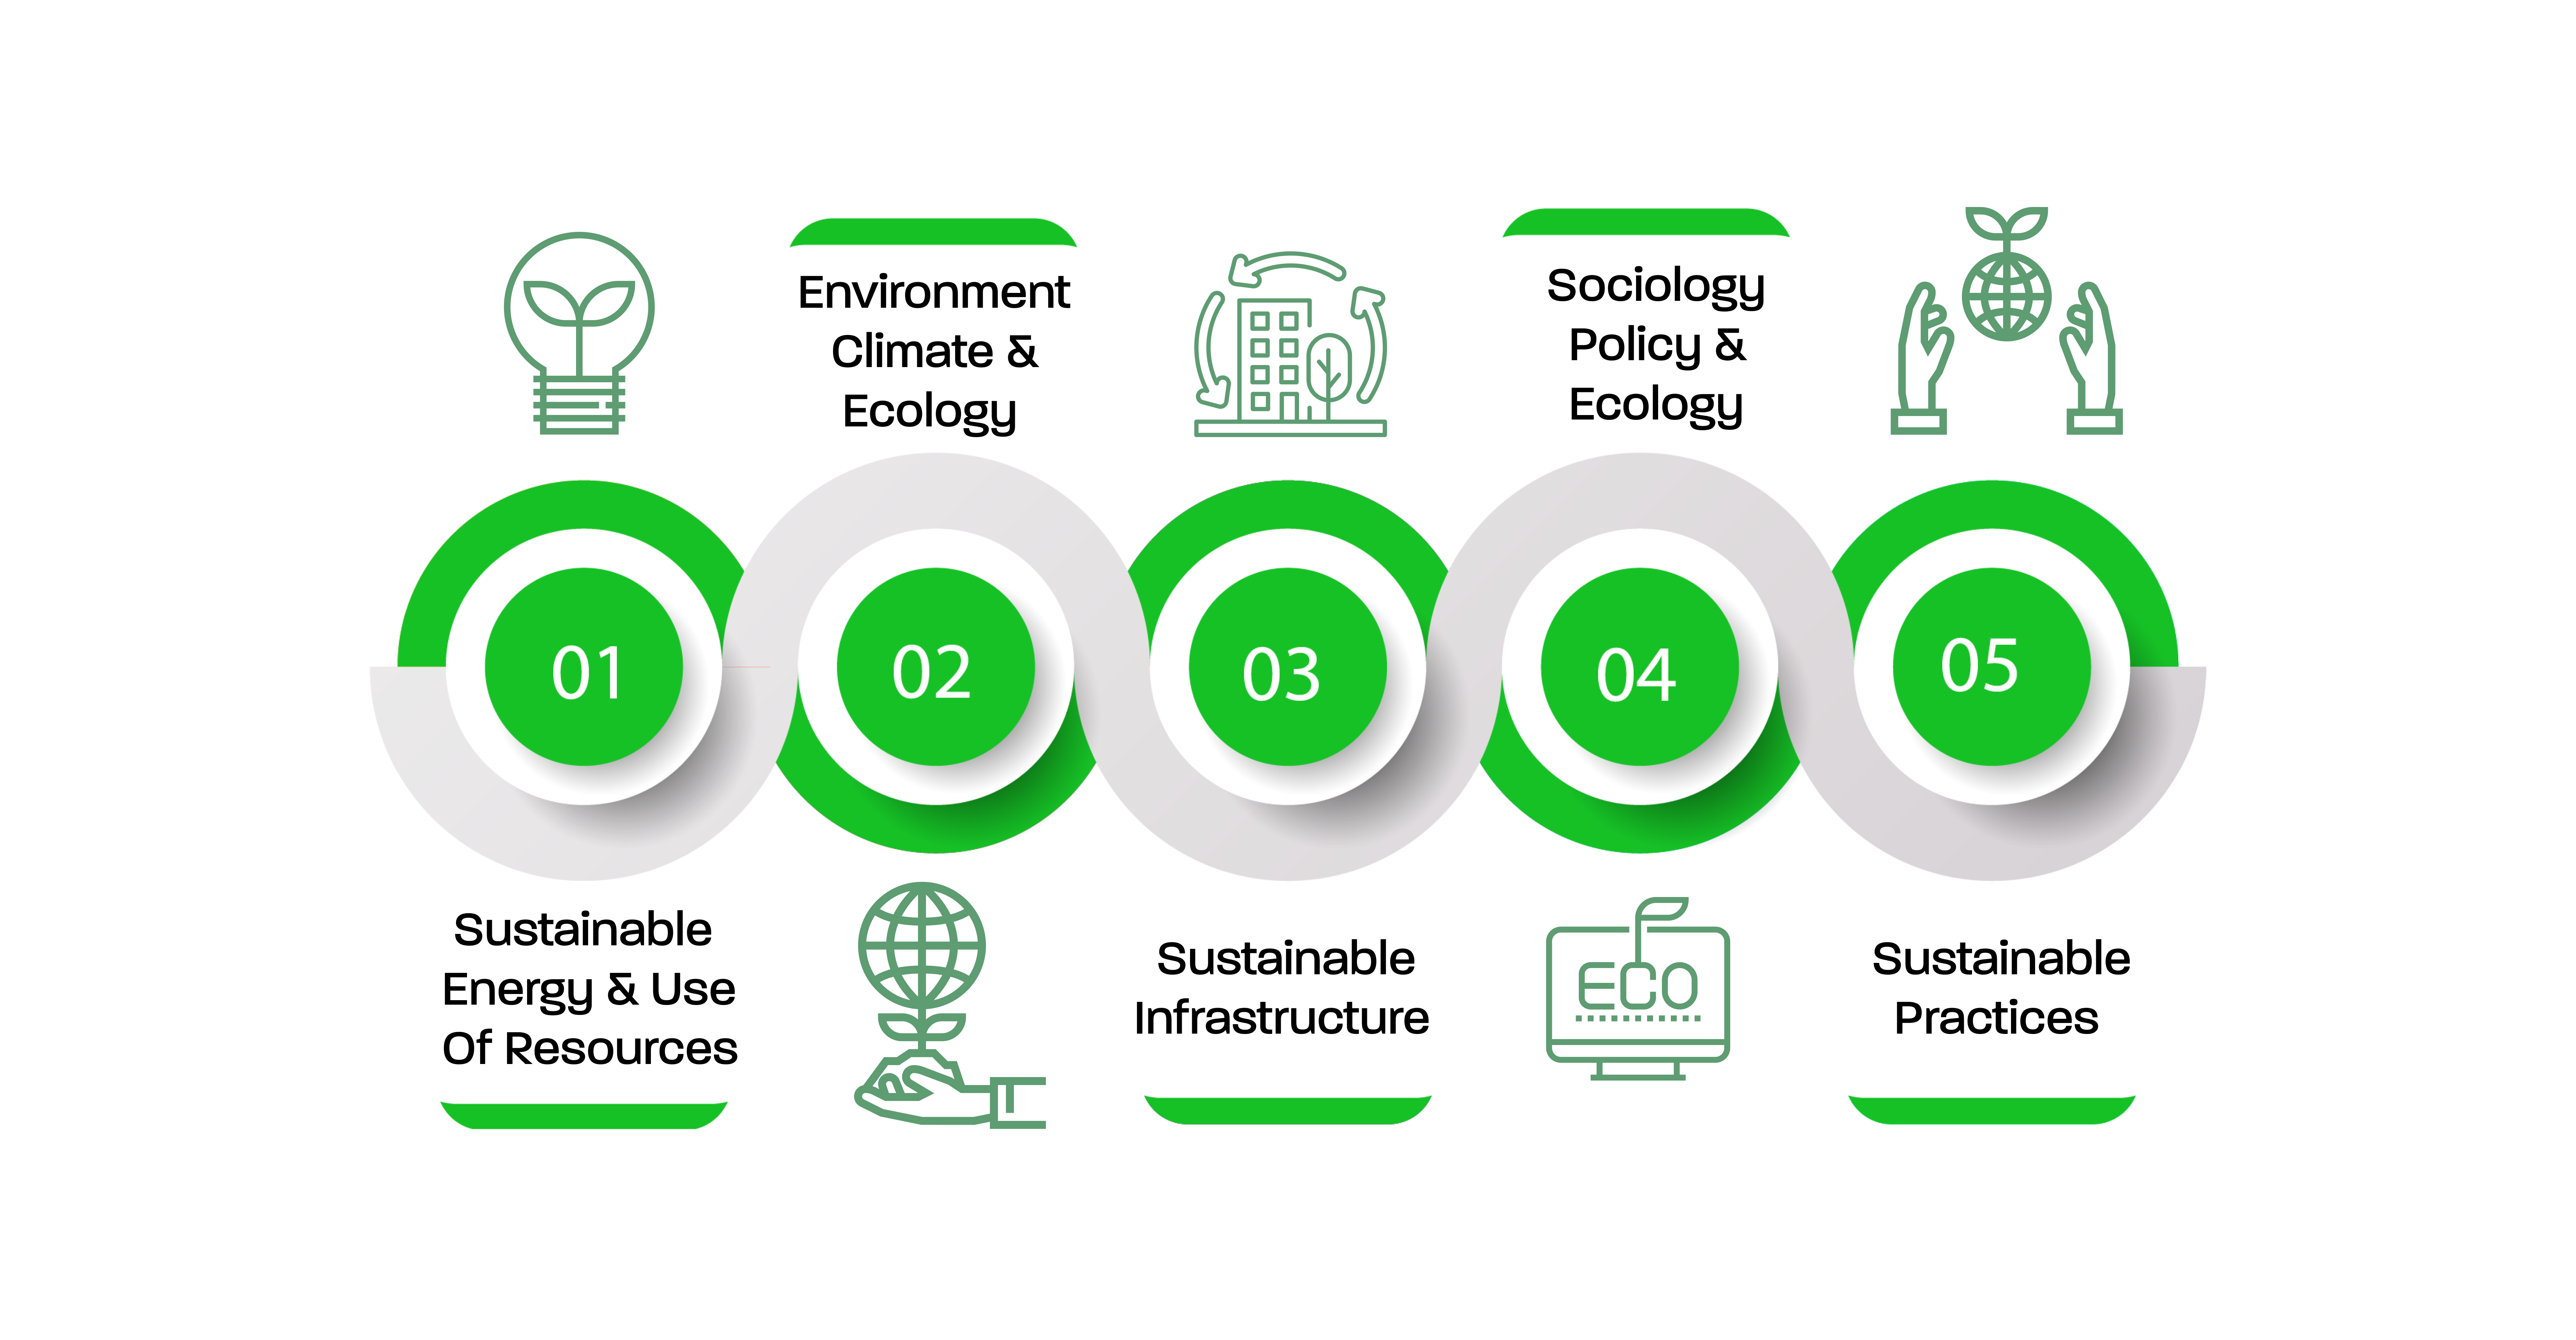 01
Sustainable
Energy & Use
Of Resources
Environment
Climate &
Ecology
02
03
Sustainable
Infrastructure
Sociology
Policy &
Ecology
04
ECO
05
Sustainable
Practices